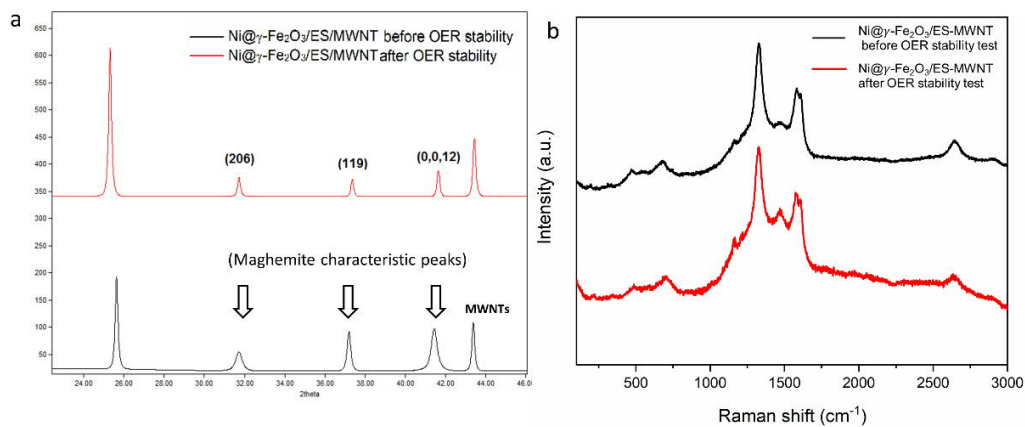 a
650
600
550
500
450
400
350
300
250
200
150
100
50
Ni@γ-Fe₂O₃/ES/MWNT before OER stability
Ni@γ-Fe₂O₃/ES/MWNT after OER stability
(206)
(119)
(0,0,12)
(Maghemite characteristic peaks)
MWNTs
24.00 26.00 28.00 30.00 32.00 34.00 36.00 38.00 40.00 42.00 44.00 46.0
2theta
b
Ni@γ-Fe₂O₃/ES-MWNT
before OER stability test
Ni@γ-Fe₂O₃/ES-MWNT
after OER stability test
Intensity (a.u.)
500 1000 1500 2000 2500 3000
Raman shift (cm⁻¹)